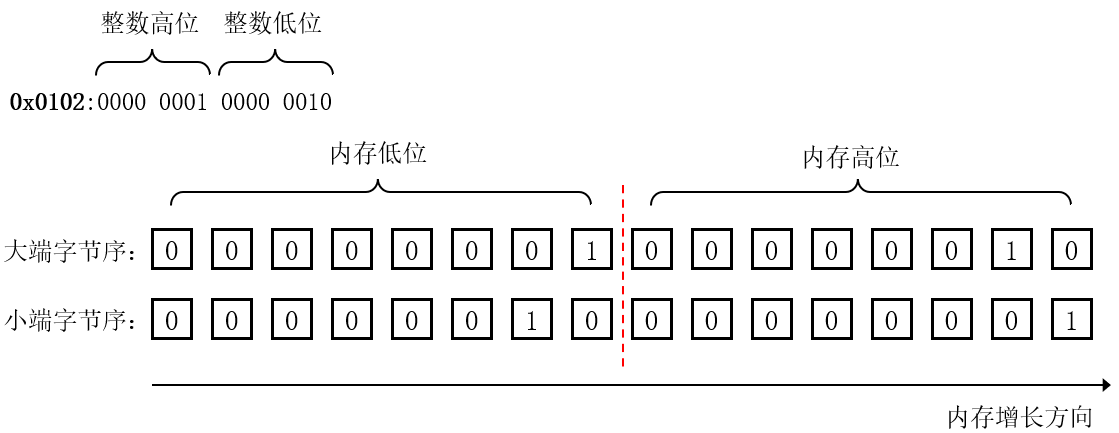 整数高位 整数低位
0x0102:0000 0001 0000 0010
内存低位 内存高位
大端字节序: 0 0 0 0 0 0 0 1 0 0 0 0 0 0 1 0
小端字节序: 0 0 0 0 0 0 1 0 0 0 0 0 0 0 0 1
内存增长方向